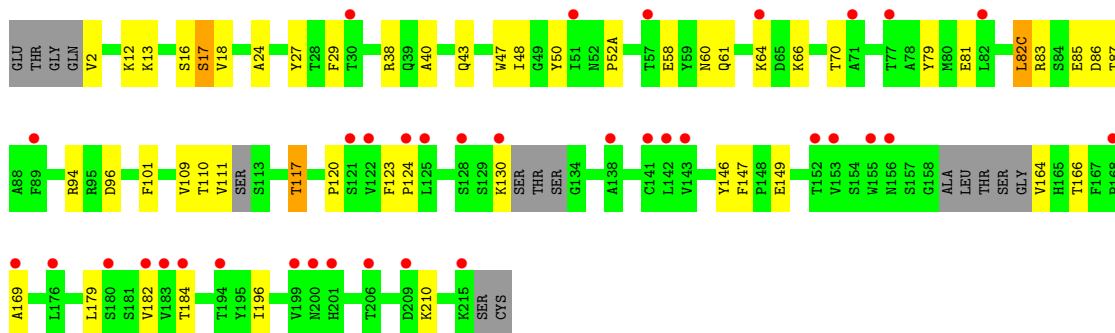 GLU THR GLY GLN V2 K12 K13 S16 S17 V18 A24 Y27 T28 F29 T30 R38 Q39 A40 Q43 W47 I48 G49 Y50 I51 N52 P52A T57 E58 Y59 N60 Q61 K64 D65 K66 T70 A71 T77 A78 Y79 M80 E81 L82 L82C R83 S84 E85 D86 T87
A88 F89 R94 R95 D96 F101 V109 T110 V111 SER S113 T117 P120 S121 V122 F123 P124 L125 S128 S129 K130 SER THR SER G134 A138 C141 L142 V143 Y146 F147 P148 E149 T152 V153 S154 W155 N156 S157 G158 ALA LEU THR SER GLY V164 H165 T166 F167 P168
A169 L176 L179 S180 S181 V182 V183 T184 T194 Y195 I196 V199 N200 H201 T206 D209 K210 K215 SER CYS